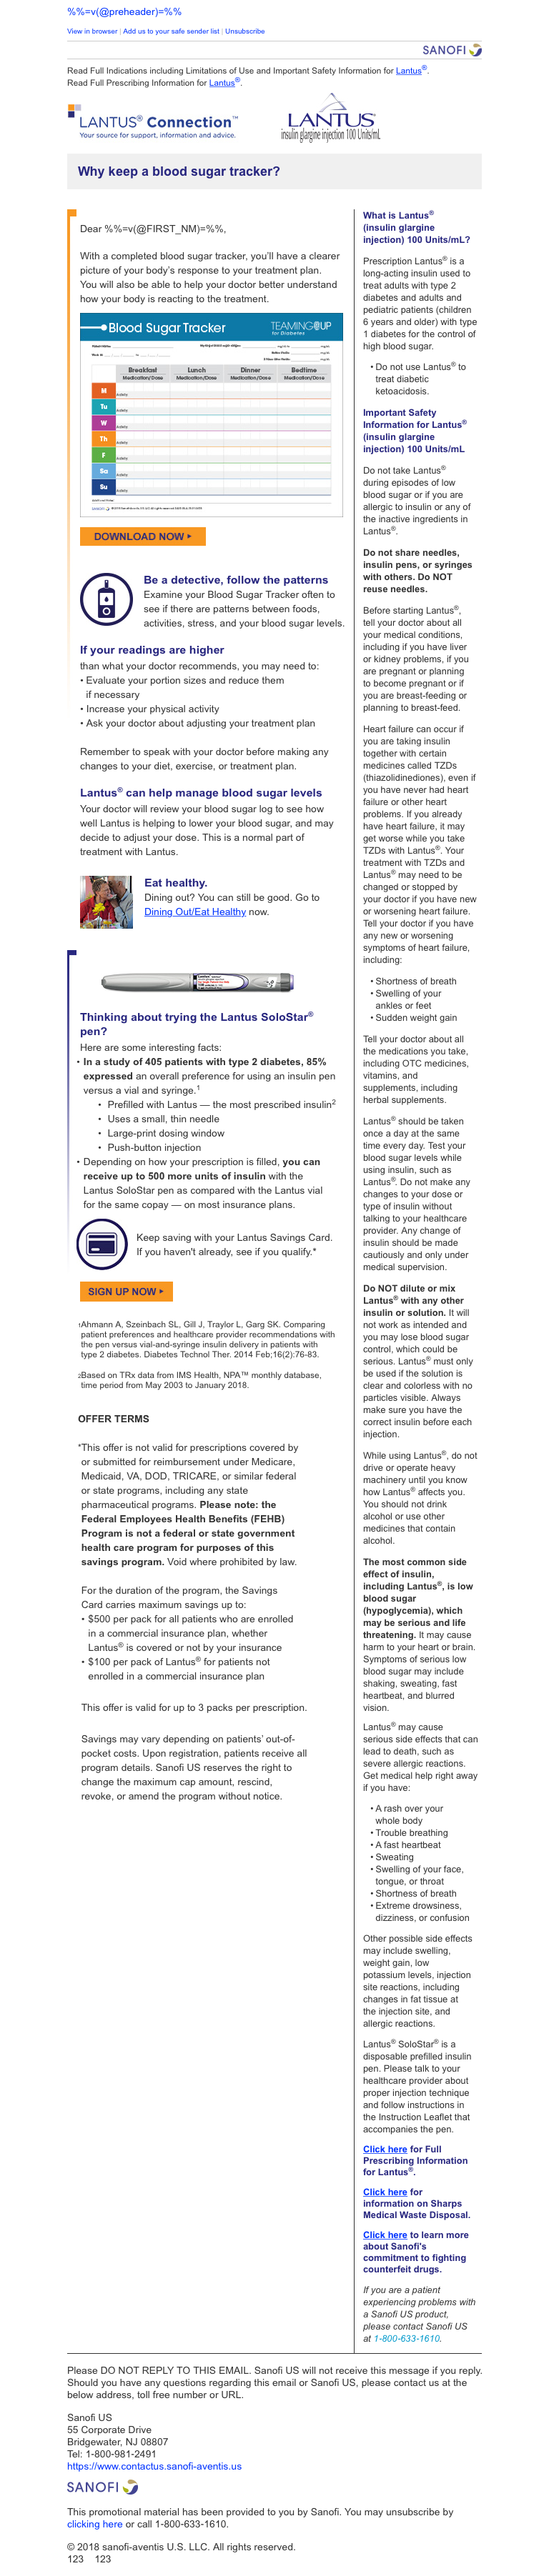 %%=v(@preheader)=%%
View in browser | Add us to your safe sender list | Unsubscribe
SANOFI
Read Full Indications including Limitations of Use and Important Safety Information for Lantus®.
Read Full Prescribing Information for Lantus®.
LANTUS® Connection™
Your source for support, information and advice.
LANTUS®
insulin glargine injection 100 Units/mL
Why keep a blood sugar tracker?
Dear %%=v(@FIRST_NM)=%%,
With a completed blood sugar tracker, you'll have a clearer
picture of your body's response to your treatment plan.
You will also be able to help your doctor better understand
how your body is reacting to the treatment.
Blood Sugar Tracker
TEAMING@UP
for Diabetes
Breakfast Lunch Dinner Bedtime
Medication/Dose Medication/Dose Medication/Dose Medication/Dose
M
Activity
Tu
Activity
W
Activity
Th
Activity
F
Activity
Sa
Activity
Su
Activity
SANOFI
DOWNLOAD NOW ▸
Be a detective, follow the patterns
Examine your Blood Sugar Tracker often to
see if there are patterns between foods,
activities, stress, and your blood sugar levels.
If your readings are higher
than what your doctor recommends, you may need to:
• Evaluate your portion sizes and reduce them
if necessary
• Increase your physical activity
• Ask your doctor about adjusting your treatment plan
Remember to speak with your doctor before making any
changes to your diet, exercise, or treatment plan.
Lantus® can help manage blood sugar levels
Your doctor will review your blood sugar log to see how
well Lantus is helping to lower your blood sugar, and may
decide to adjust your dose. This is a normal part of
treatment with Lantus.
Eat healthy.
Dining out? You can still be good. Go to
Dining Out/Eat Healthy now.
Thinking about trying the Lantus SoloStar®
pen?
Here are some interesting facts:
• In a study of 405 patients with type 2 diabetes, 85%
expressed an overall preference for using an insulin pen
versus a vial and syringe.1
• Prefilled with Lantus — the most prescribed insulin2
• Uses a small, thin needle
• Large-print dosing window
• Push-button injection
• Depending on how your prescription is filled, you can
receive up to 500 more units of insulin with the
Lantus SoloStar pen as compared with the Lantus vial
for the same copay — on most insurance plans.
Keep saving with your Lantus Savings Card.
If you haven't already, see if you qualify.*
SIGN UP NOW ▸
1Ahmann A, Szeinbach SL, Gill J, Traylor L, Garg SK. Comparing
patient preferences and healthcare provider recommendations with
the pen versus vial-and-syringe insulin delivery in patients with
type 2 diabetes. Diabetes Technol Ther. 2014 Feb;16(2):76-83.
2Based on TRx data from IMS Health, NPA™ monthly database,
time period from May 2003 to January 2018.
OFFER TERMS
*This offer is not valid for prescriptions covered by
or submitted for reimbursement under Medicare,
Medicaid, VA, DOD, TRICARE, or similar federal
or state programs, including any state
pharmaceutical programs. Please note: the
Federal Employees Health Benefits (FEHB)
Program is not a federal or state government
health care program for purposes of this
savings program. Void where prohibited by law.
For the duration of the program, the Savings
Card carries maximum savings up to:
• $500 per pack for all patients who are enrolled
in a commercial insurance plan, whether
Lantus® is covered or not by your insurance
• $100 per pack of Lantus® for patients not
enrolled in a commercial insurance plan
This offer is valid for up to 3 packs per prescription.
Savings may vary depending on patients' out-of-
pocket costs. Upon registration, patients receive all
program details. Sanofi US reserves the right to
change the maximum cap amount, rescind,
revoke, or amend the program without notice.
What is Lantus®
(insulin glargine
injection) 100 Units/mL?
Prescription Lantus® is a
long-acting insulin used to
treat adults with type 2
diabetes and adults and
pediatric patients (children
6 years and older) with type
1 diabetes for the control of
high blood sugar.
• Do not use Lantus® to
treat diabetic
ketoacidosis.
Important Safety
Information for Lantus®
(insulin glargine
injection) 100 Units/mL
Do not take Lantus®
during episodes of low
blood sugar or if you are
allergic to insulin or any of
the inactive ingredients in
Lantus®.
Do not share needles,
insulin pens, or syringes
with others. Do NOT
reuse needles.
Before starting Lantus®,
tell your doctor about all
your medical conditions,
including if you have liver
or kidney problems, if you
are pregnant or planning
to become pregnant or if
you are breast-feeding or
planning to breast-feed.
Heart failure can occur if
you are taking insulin
together with certain
medicines called TZDs
(thiazolidinediones), even if
you have never had heart
failure or other heart
problems. If you already
have heart failure, it may
get worse while you take
TZDs with Lantus®. Your
treatment with TZDs and
Lantus® may need to be
changed or stopped by
your doctor if you have new
or worsening heart failure.
Tell your doctor if you have
any new or worsening
symptoms of heart failure,
including:
• Shortness of breath
• Swelling of your
ankles or feet
• Sudden weight gain
Tell your doctor about all
the medications you take,
including OTC medicines,
vitamins, and
supplements, including
herbal supplements.
Lantus® should be taken
once a day at the same
time every day. Test your
blood sugar levels while
using insulin, such as
Lantus®. Do not make any
changes to your dose or
type of insulin without
talking to your healthcare
provider. Any change of
insulin should be made
cautiously and only under
medical supervision.
Do NOT dilute or mix
Lantus® with any other
insulin or solution. It will
not work as intended and
you may lose blood sugar
control, which could be
serious. Lantus® must only
be used if the solution is
clear and colorless with no
particles visible. Always
make sure you have the
correct insulin before each
injection.
While using Lantus®, do not
drive or operate heavy
machinery until you know
how Lantus® affects you.
You should not drink
alcohol or use other
medicines that contain
alcohol.
The most common side
effect of insulin,
including Lantus®, is low
blood sugar
(hypoglycemia), which
may be serious and life
threatening. It may cause
harm to your heart or brain.
Symptoms of serious low
blood sugar may include
shaking, sweating, fast
heartbeat, and blurred
vision.
Lantus® may cause
serious side effects that can
lead to death, such as
severe allergic reactions.
Get medical help right away
if you have:
• A rash over your
whole body
• Trouble breathing
• A fast heartbeat
• Sweating
• Swelling of your face,
tongue, or throat
• Shortness of breath
• Extreme drowsiness,
dizziness, or confusion
Other possible side effects
may include swelling,
weight gain, low
potassium levels, injection
site reactions, including
changes in fat tissue at
the injection site, and
allergic reactions.
Lantus® SoloStar® is a
disposable prefilled insulin
pen. Please talk to your
healthcare provider about
proper injection technique
and follow instructions in
the Instruction Leaflet that
accompanies the pen.
Click here for Full
Prescribing Information
for Lantus®.
Click here for
information on Sharps
Medical Waste Disposal.
Click here to learn more
about Sanofi's
commitment to fighting
counterfeit drugs.
If you are a patient
experiencing problems with
a Sanofi US product,
please contact Sanofi US
at 1-800-633-1610.
Please DO NOT REPLY TO THIS EMAIL. Sanofi US will not receive this message if you reply.
Should you have any questions regarding this email or Sanofi US, please contact us at the
below address, toll free number or URL.
Sanofi US
55 Corporate Drive
Bridgewater, NJ 08807
Tel: 1-800-981-2491
https://www.contactus.sanofi-aventis.us
SANOFI
This promotional material has been provided to you by Sanofi. You may unsubscribe by
clicking here or call 1-800-633-1610.
© 2018 sanofi-aventis U.S. LLC. All rights reserved.
123 123